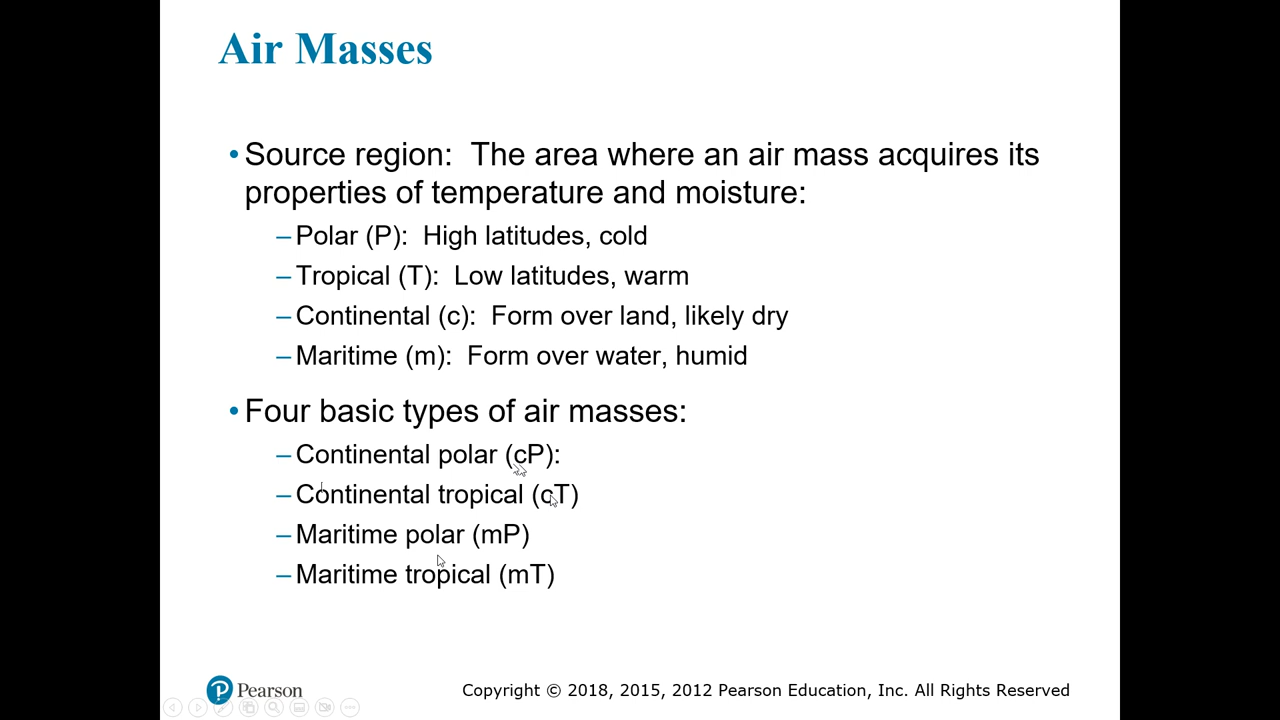 Air Masses
• Source region: The area where an air mass acquires its
properties of temperature and moisture:
– Polar (P): High latitudes, cold
– Tropical (T): Low latitudes, warm
– Continental (c): Form over land, likely dry
– Maritime (m): Form over water, humid
• Four basic types of air masses:
– Continental polar (cP):
– Continental tropical (cT)
– Maritime polar (mP)
– Maritime tropical (mT)
P Pearson
Copyright © 2018, 2015, 2012 Pearson Education, Inc. All Rights Reserved